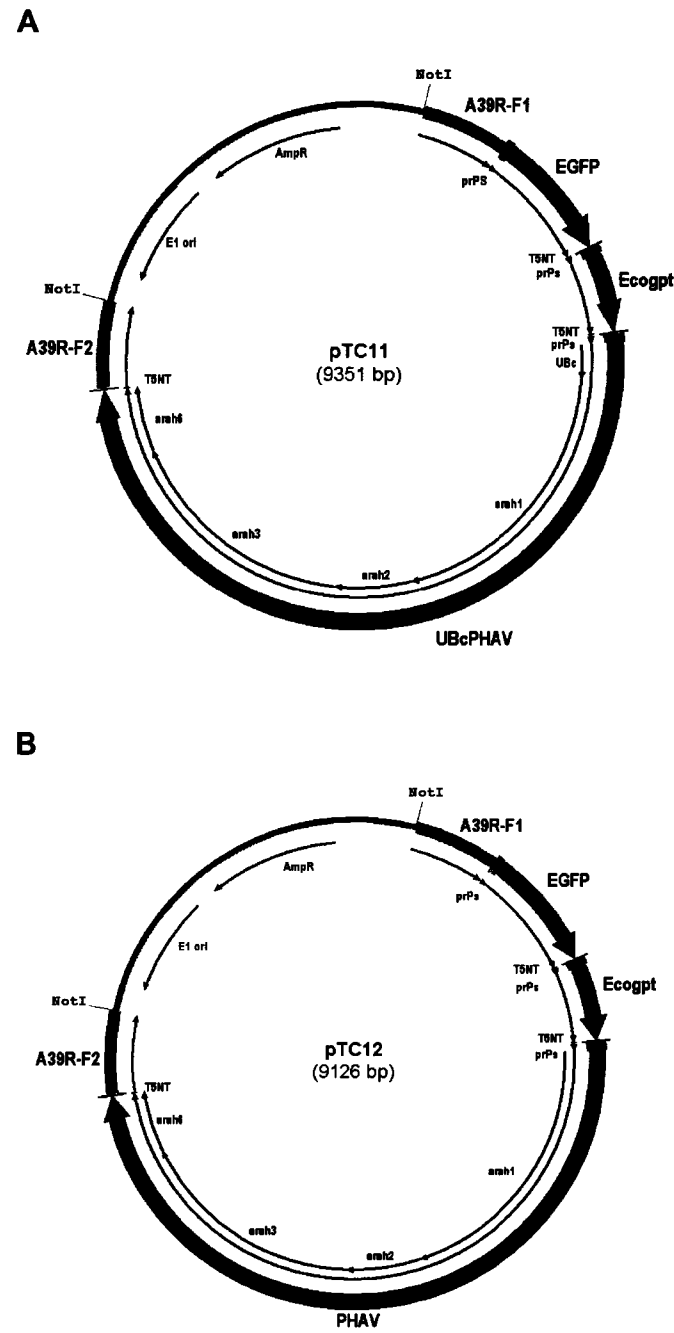 A
NotI
A39R-F1
AmpR
EGFP
prPS
E1 ori
T5NT
prPs
Ecogpt
NotI
T5NT
prPs
A39R-F2
pTC11
(9351 bp)
UBc
T5NT
arah6
arah1
arah3
arah2
UBcPHAV
B
NotI
A39R-F1
AmpR
EGFP
prPs
E1 ori
T5NT
prPs
Ecogpt
NotI
T5NT
prPs
A39R-F2
pTC12
(9126 bp)
T5NT
arah6
arah1
arah3
arah2
PHAV